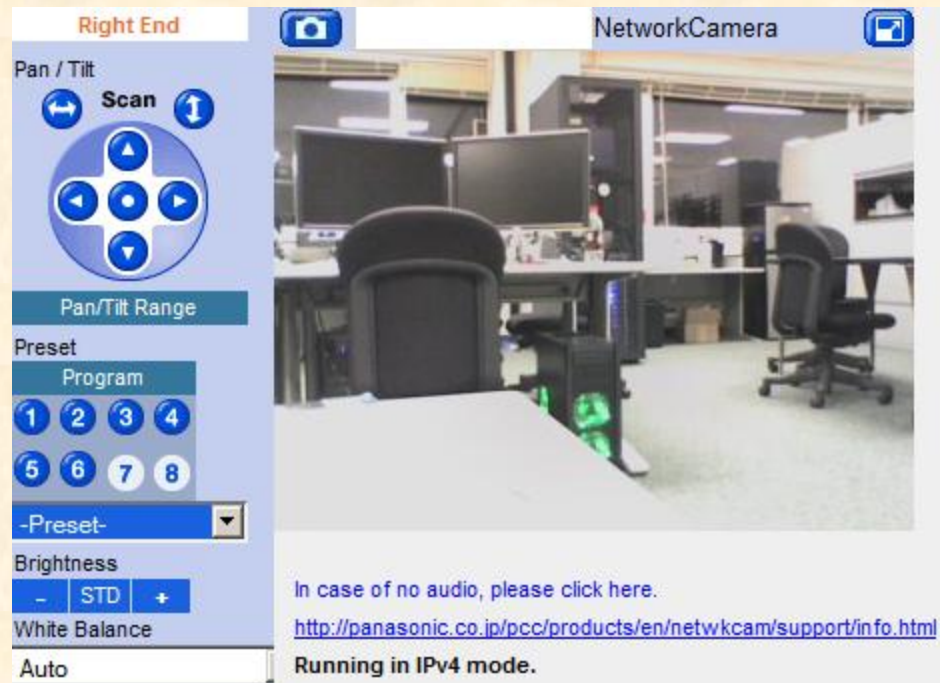 Right End
Pan / Tilt
Scan
Pan/Tilt Range
Preset
Program
1 2 3 4
5 6 7 8
-Preset-
Brightness
- STD +
White Balance
Auto
NetworkCamera
In case of no audio, please click here.
http://panasonic.co.jp/pcc/products/en/netwkcam/support/info.html
Running in IPv4 mode.